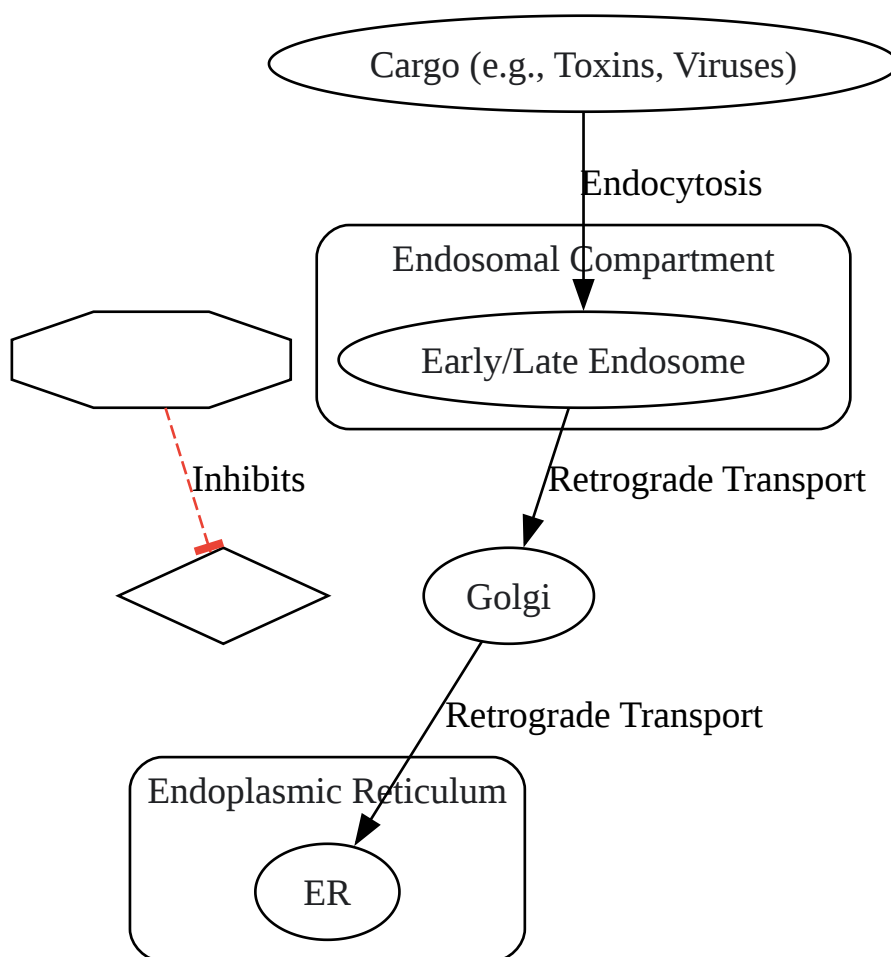 Cargo (e.g., Toxins, Viruses)
Endocytosis
Endosomal Compartment
Early/Late Endosome
Inhibits
Retrograde Transport
Golgi
Retrograde Transport
Endoplasmic Reticulum
ER